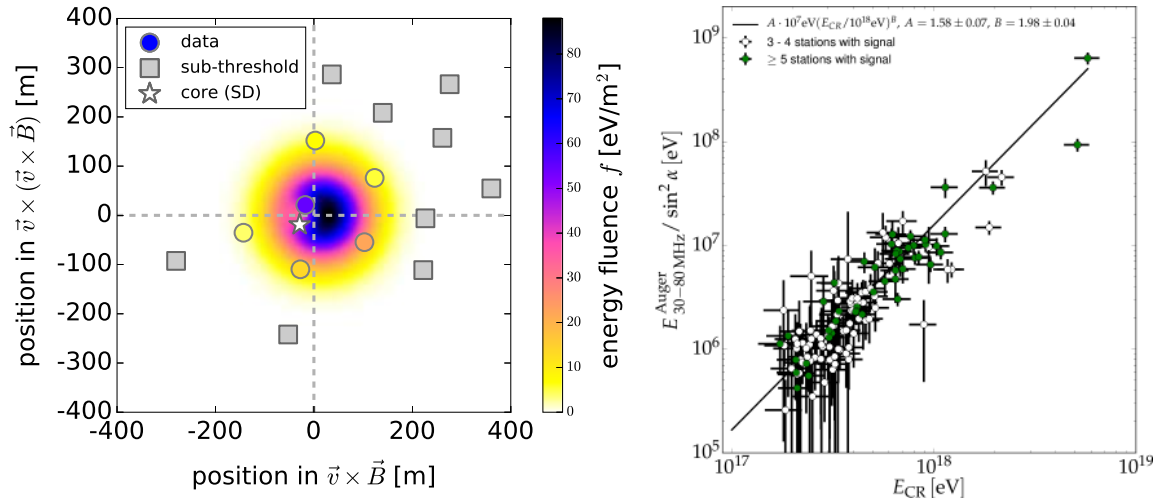 data
sub-threshold
core (SD)
400
300
200
100
0
-100
-200
-300
-400
-400
-200
0
200
400
position in v⃗ × (v⃗ × B⃗) [m]
position in v⃗ × B⃗ [m]
80
70
60
50
40
30
20
10
0
energy fluence f [eV/m²]
A · 10⁷eV(E_CR/10¹⁸eV)ᴮ, A = 1.58 ± 0.07, B = 1.98 ± 0.04
3 - 4 stations with signal
≥ 5 stations with signal
10⁹
10⁸
10⁷
10⁶
10⁵
10¹⁷
10¹⁸
10¹⁹
E^Auger_30−80 MHz / sin² α [eV]
E_CR [eV]